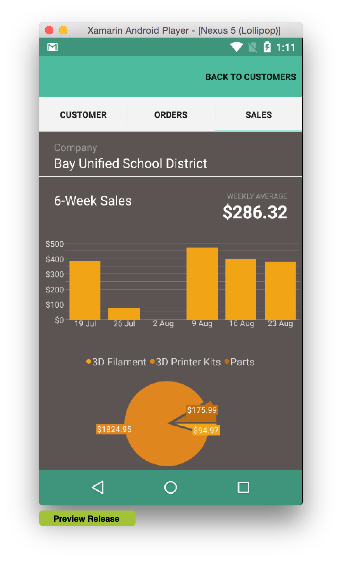 Xamarin Android Player - [Nexus 5 (Lollipop)]
1:11
BACK TO CUSTOMERS
CUSTOMER ORDERS SALES
Company
Bay Unified School District
6-Week Sales
WEEKLY AVERAGE
$286.32
$500
$400
$300
$200
$100
$0
19 Jul 26 Jul 2 Aug 9 Aug 16 Aug 23 Aug
3D Filament 3D Printer Kits Parts
$175.99
$1824.95
$94.97
Preview Release